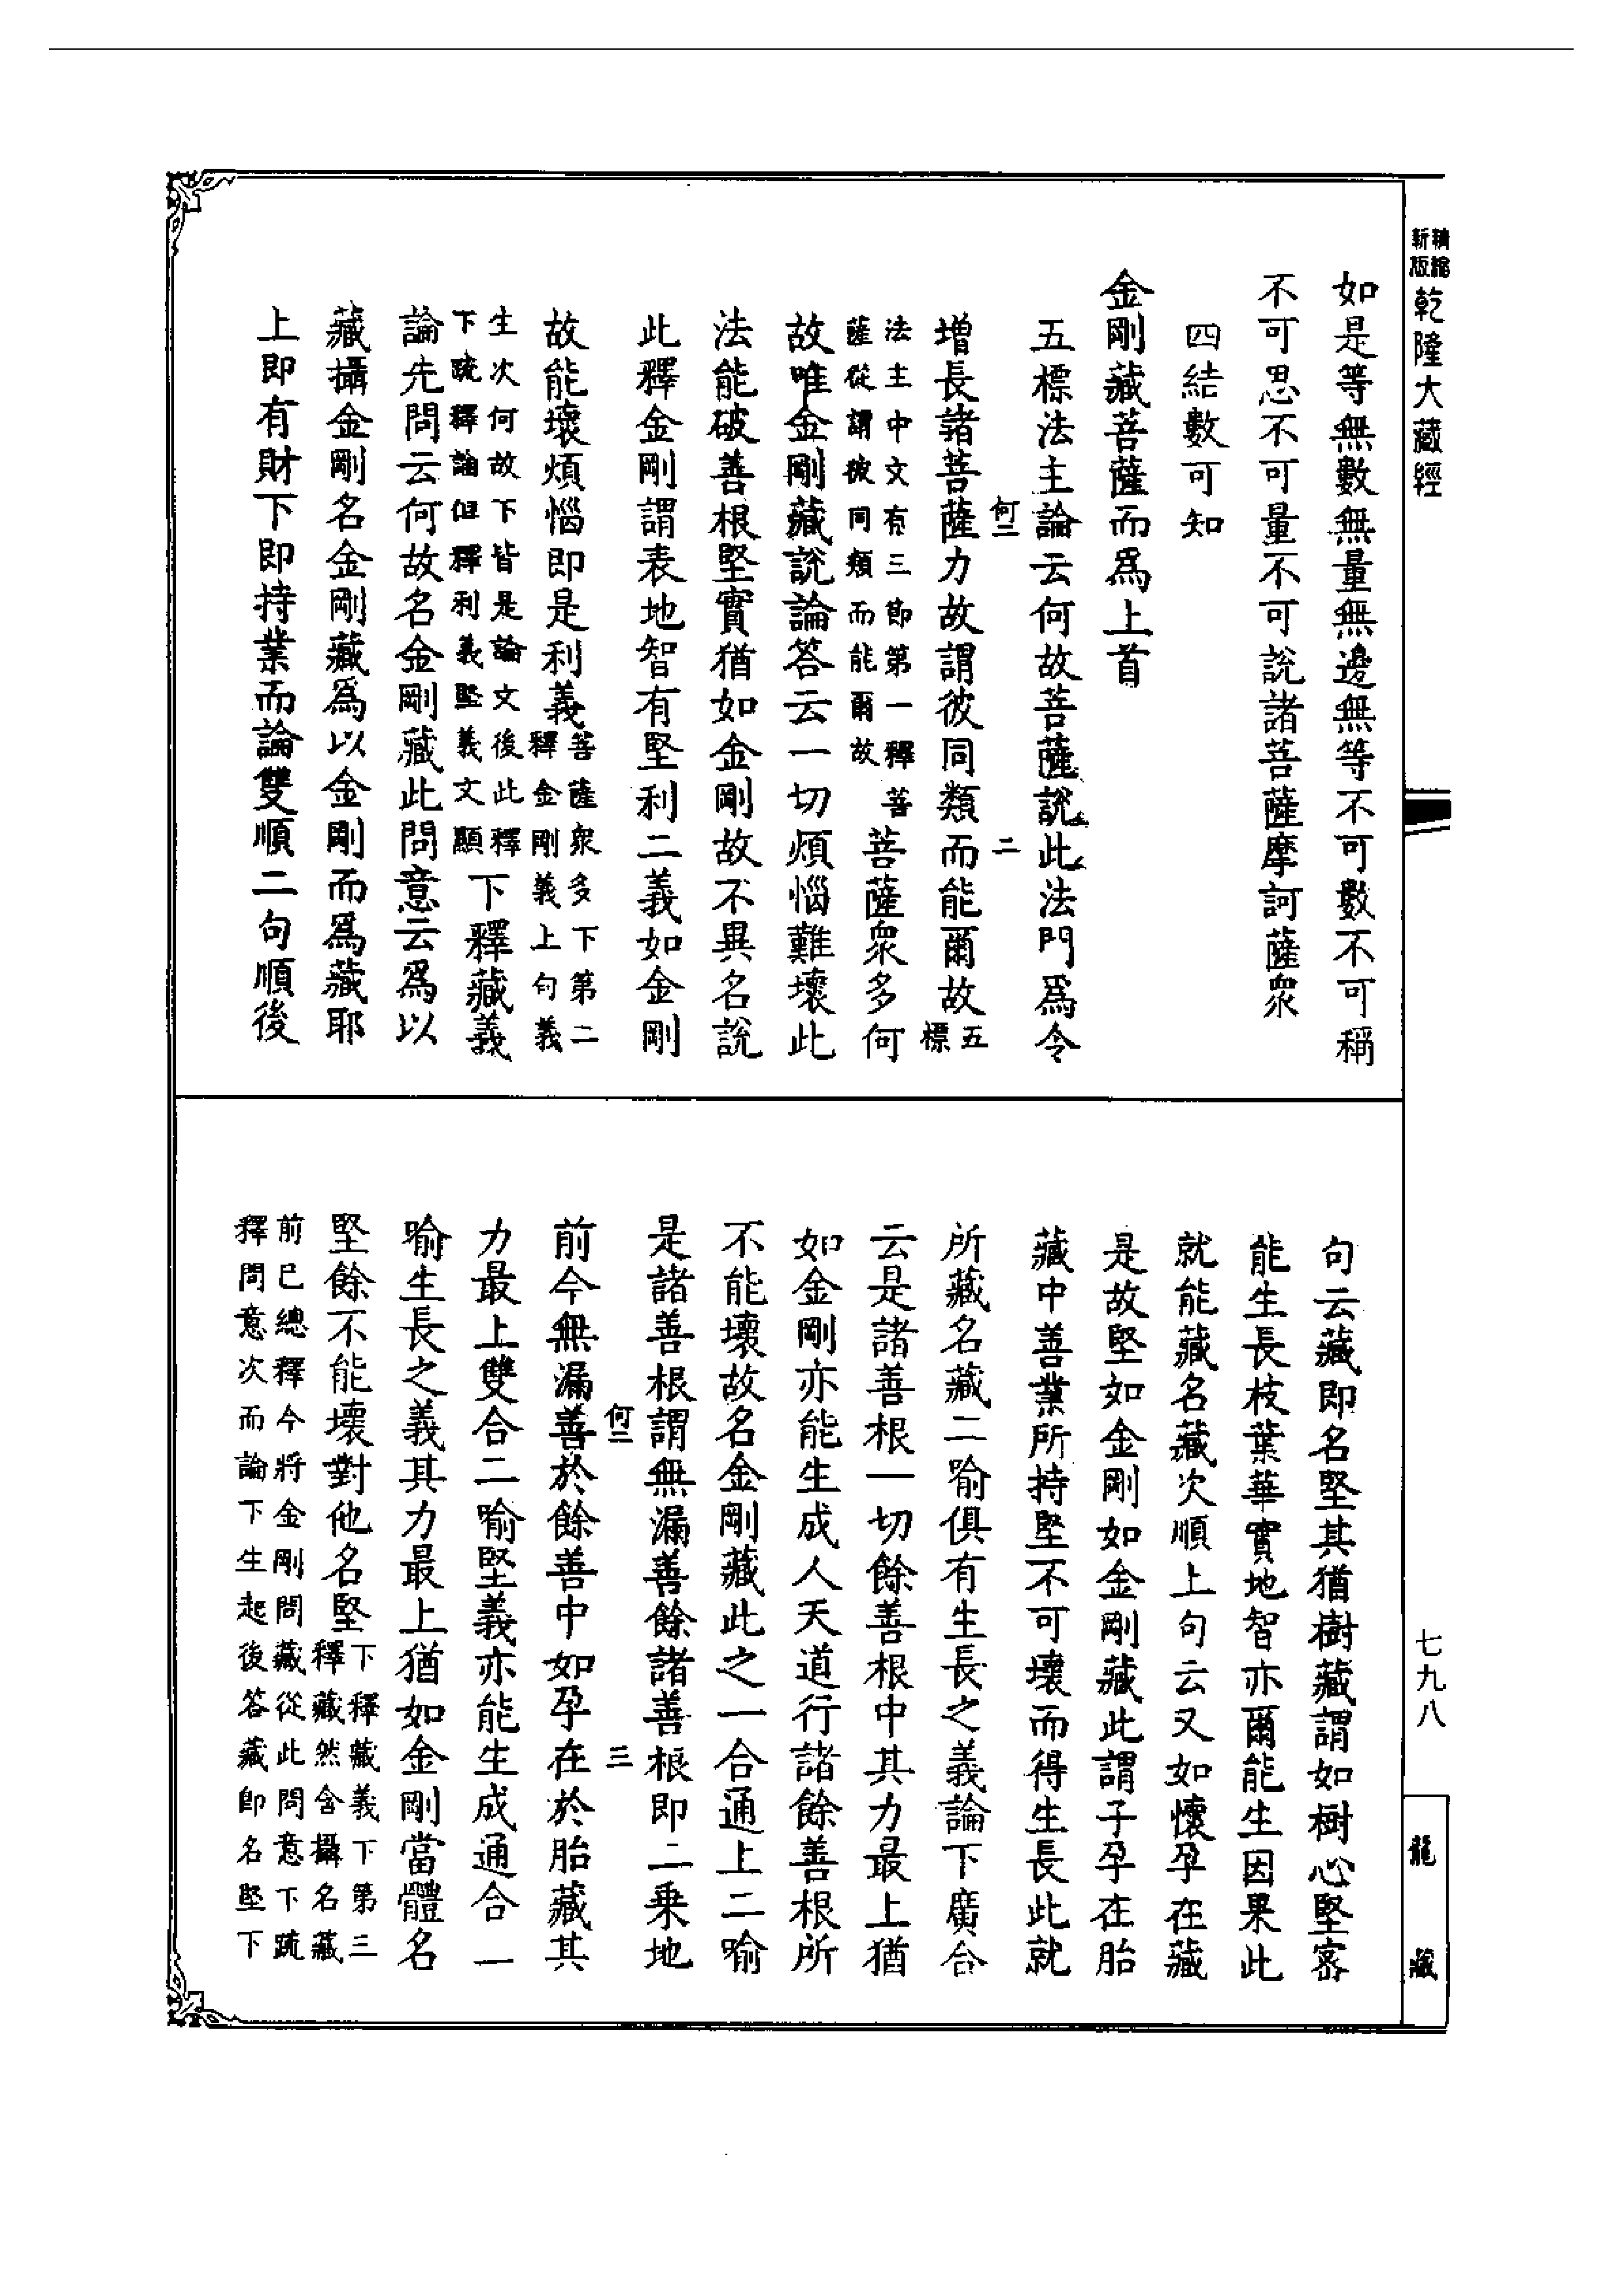 精縮
新版
乾隆大藏經
如是等無數無量無邊無等不可數不可稱
不可思不可量不可說諸菩薩摩訶薩衆
四結數可知
金剛藏菩薩而爲上首
五標法主論云何故菩薩說此法門爲令
何二 二
增長諸菩薩力故謂彼同類而能爾故五標
法主中文有三節第一釋菩
薩從謂彼同類而能爾故
菩薩衆多何
故唯金剛藏說論答云一切煩惱難壞此
法能破善根堅實猶如金剛故不異名說
此釋金剛謂表地智有堅利二義如金剛
故能壞煩惱即是利義
菩薩衆多下第二
釋金剛義上句義
生次何故下皆是論文後此釋
下疏釋論但釋利義堅義文顯
下釋藏義
論先問云何故名金剛藏此問意云爲以
藏攝金剛名金剛藏爲以金剛而爲藏耶
上即有財下即持業而論雙順二句順後
句云藏即名堅其猶樹藏謂如樹心堅密
能生長枝葉華實地智亦爾能生因果此
就能藏名藏次順上句云又如懷孕在藏
是故堅如金剛如金剛藏此謂子孕在胎
藏中善業所持堅不可壞而得生長此就
所藏名藏二喻俱有生長之義論下廣合
云是諸善根一切餘善根中其力最上猶
如金剛亦能生成人天道行諸餘善根所
不能壞故名金剛藏此之一合通上二喻
是諸善根謂無漏善餘諸善根即二乘地
何二 三
前今無漏善於餘善中如孕在於胎藏其
力最上雙合二喻堅義亦能生成通合一
喻生長之義其力最上猶如金剛當體名
堅餘不能壞對他名堅
下釋藏義下第三
釋藏然含攝名藏
前巳總釋今將金剛問藏從此問意下疏
釋問意次而論下生起後答藏即名堅下
七九八
龍藏